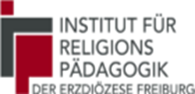 INSTITUT FÜR
RELIGIONS
PÄDAGOGIK
DER ERZDIÖZESE FREIBURG